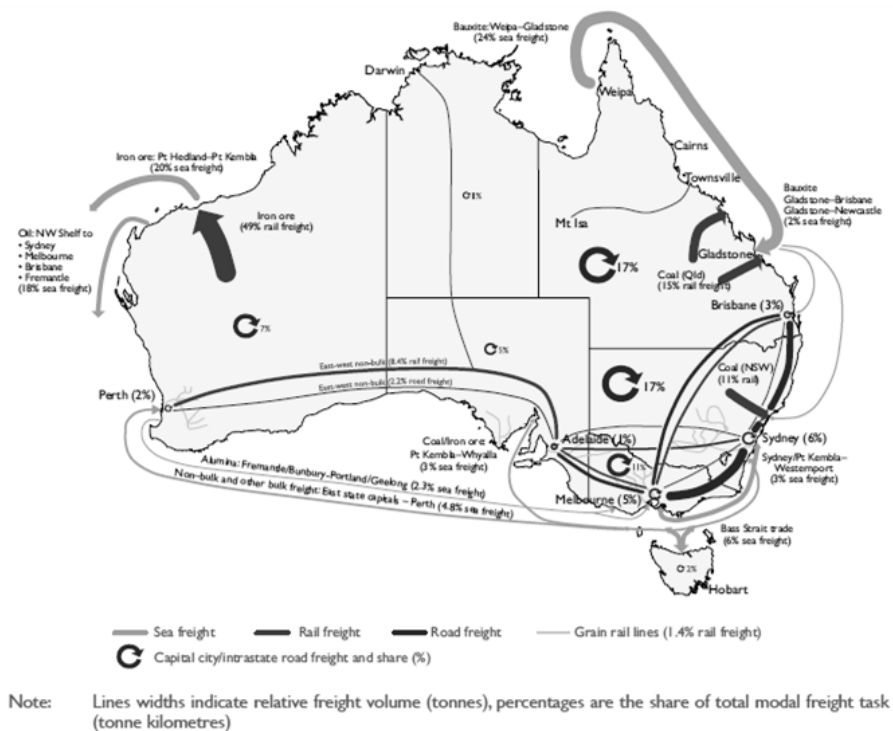 Bauxite: Weipa–Gladstone
(24% sea freight)
Darwin
Weipa
Cairns
Townsville
Iron ore: Pt Hedland–Pt Kembla
(20% sea freight)
Iron ore
(49% rail freight)
1%
Mt Isa
Bauxite
Gladstone–Brisbane
Gladstone–Newcastle
(2% sea freight)
Oil: NW Shelf to
• Sydney
• Melbourne
• Brisbane
• Fremantle
(18% sea freight)
Gladstone
17%
Coal (Qld)
(15% rail freight)
Brisbane (3%)
7%
5%
East-west non-bulk (8.4% rail freight)
East-west non-bulk (2.2% road freight)
Coal (NSW)
(11% rail)
17%
Perth (2%)
Coal/Iron ore:
Pt Kembla–Whyalla
(3% sea freight)
Adelaide (1%)
Sydney (6%)
11%
Sydney/Pt Kembla–
Westernport
(3% sea freight)
Alumina: Fremantle/Bunbury-Portland/Geelong (2.3% sea freight)
Non-bulk and other bulk freight: East state capitals – Perth (4.8% sea freight)
Melbourne (5%)
Bass Strait trade
(6% sea freight)
2%
Hobart
Sea freight
Rail freight
Road freight
Grain rail lines (1.4% rail freight)
Capital city/intrastate road freight and share (%)
Note: Lines widths indicate relative freight volume (tonnes), percentages are the share of total modal freight task
(tonne kilometres)